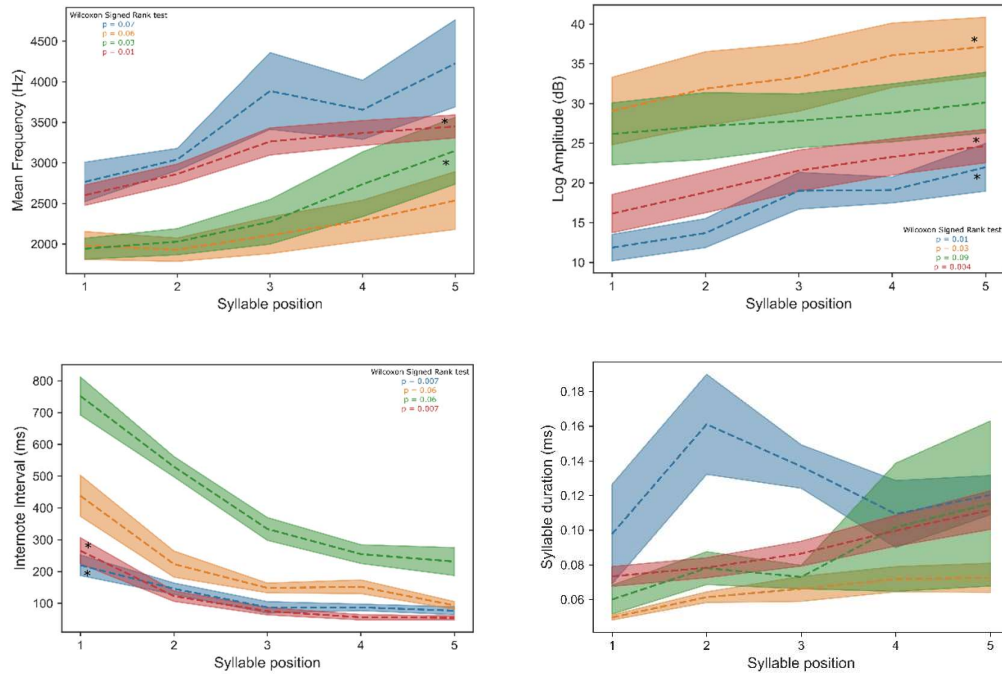 Wilcoxon Signed Rank test
p = 0.07
p = 0.06
p = 0.03
p = 0.01
4500
4000
3500
3000
2500
2000
Mean Frequency (Hz)
*
*
1 2 3 4 5
Syllable position
40
35
30
25
20
15
10
Log Amplitude (dB)
*
*
*
Wilcoxon Signed Rank test
p = 0.01
p = 0.03
p = 0.09
p = 0.004
1 2 3 4 5
Syllable position
800
700
600
500
400
300
200
100
Internote Interval (ms)
Wilcoxon Signed Rank test
p = 0.007
p = 0.06
p = 0.06
p = 0.007
*
*
1 2 3 4 5
Syllable position
0.18
0.16
0.14
0.12
0.10
0.08
0.06
Syllable duration (ms)
1 2 3 4 5
Syllable position